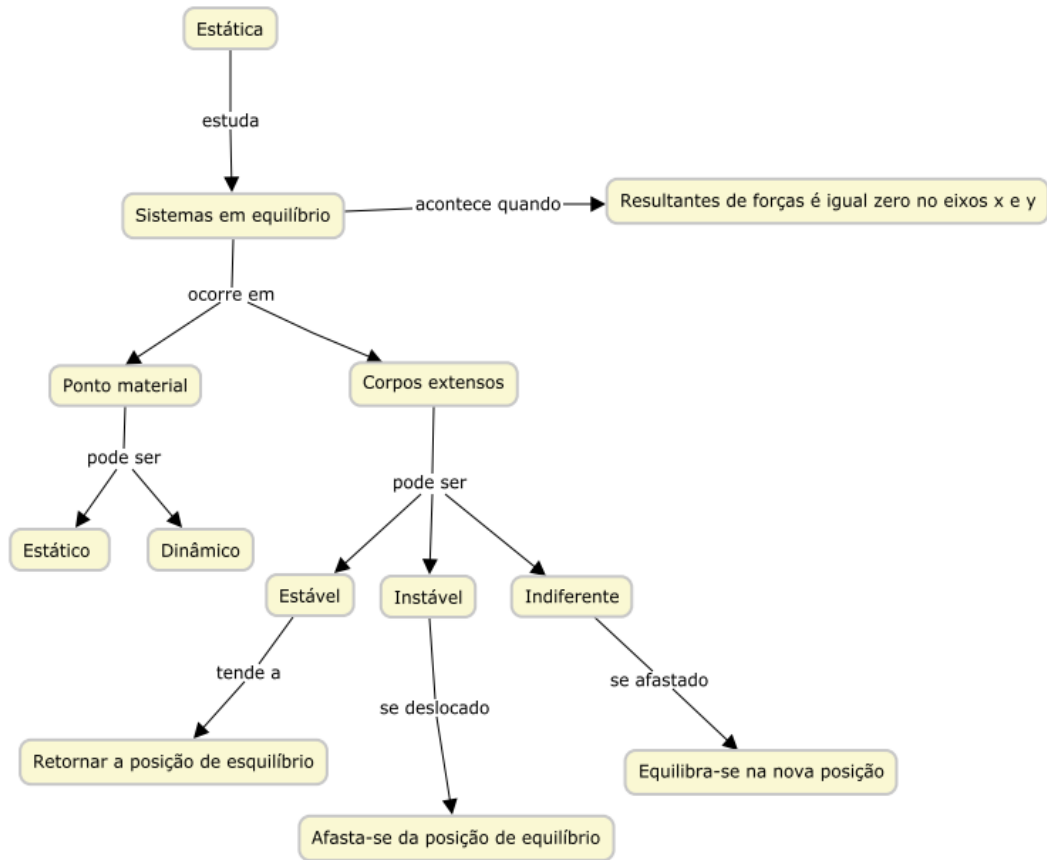 Estática
estuda
Sistemas em equilíbrio
acontece quando
Resultantes de forças é igual zero no eixos x e y
ocorre em
Ponto material
Corpos extensos
pode ser
pode ser
Estático
Dinâmico
Estável
Instável
Indiferente
tende a
se deslocado
se afastado
Retornar a posição de esquilíbrio
Equilibra-se na nova posição
Afasta-se da posição de equilíbrio